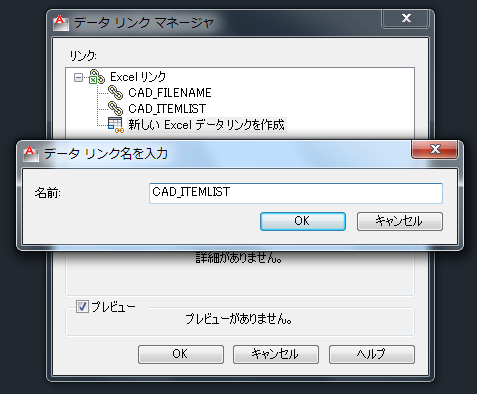 データ リンク マネージャ
リンク:
Excel リンク
CAD_FILENAME
CAD_ITEMLIST
新しい Excel データ リンクを作成
データ リンク名を入力
名前:
CAD_ITEMLIST
OK
キャンセル
詳細がありません。
プレビュー
プレビューがありません。
OK
キャンセル
ヘルプ